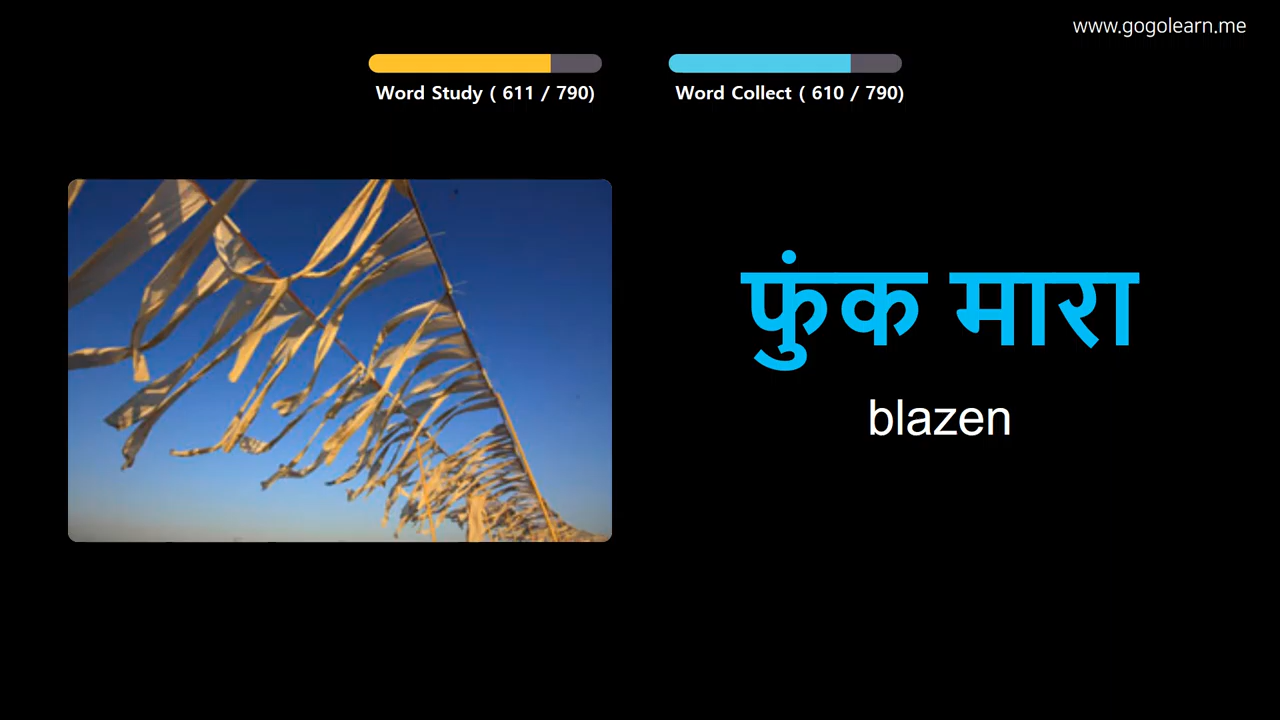 www.gogolearn.me
Word Study ( 611 / 790)
Word Collect ( 610 / 790)
फुंक मारा
blazen